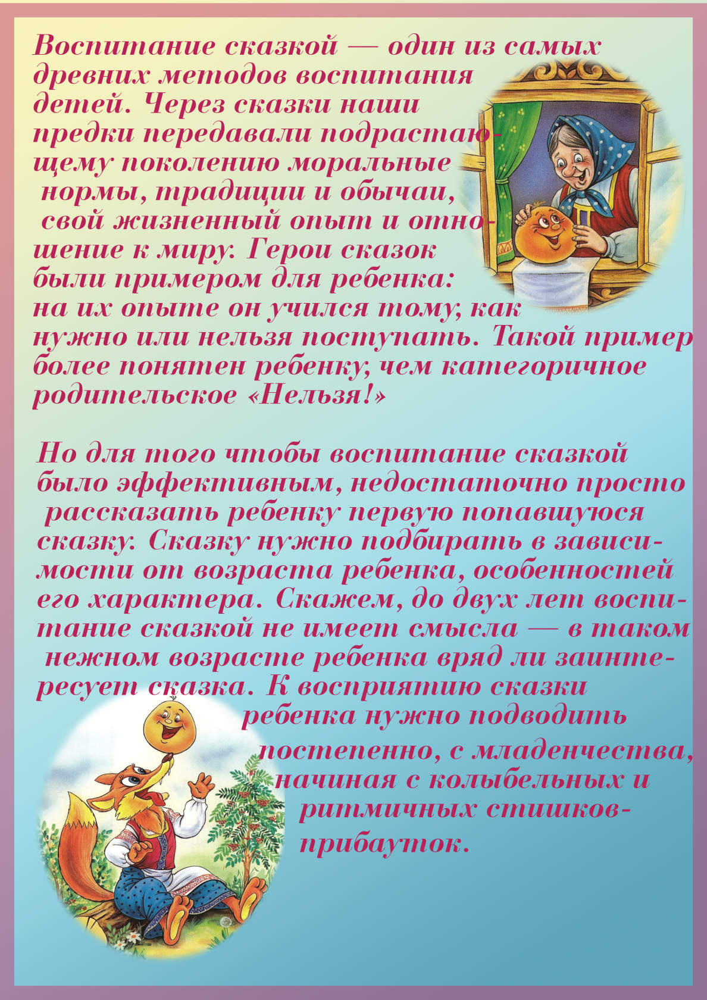 Воспитание сказкой — один из самых
древних методов воспитания
детей. Через сказки наши
предки передавали подрастаю-
щему поколению моральные
нормы, традиции и обычаи,
свой жизненный опыт и отно-
шение к миру. Герои сказок
были примером для ребенка:
на их опыте он учился тому, как
нужно или нельзя поступать. Такой пример
более понятен ребенку, чем категоричное
родительское «Нельзя!»
Но для того чтобы воспитание сказкой
было эффективным, недостаточно просто
рассказать ребенку первую попавшуюся
сказку. Сказку нужно подбирать в зависи-
мости от возраста ребенка, особенностей
его характера. Скажем, до двух лет воспи-
тание сказкой не имеет смысла — в таком
нежном возрасте ребенка вряд ли заинте-
ресует сказка. К восприятию сказки
ребенка нужно подводить
постепенно, с младенчества,
начиная с колыбельных и
ритмичных стишков-
прибауток.